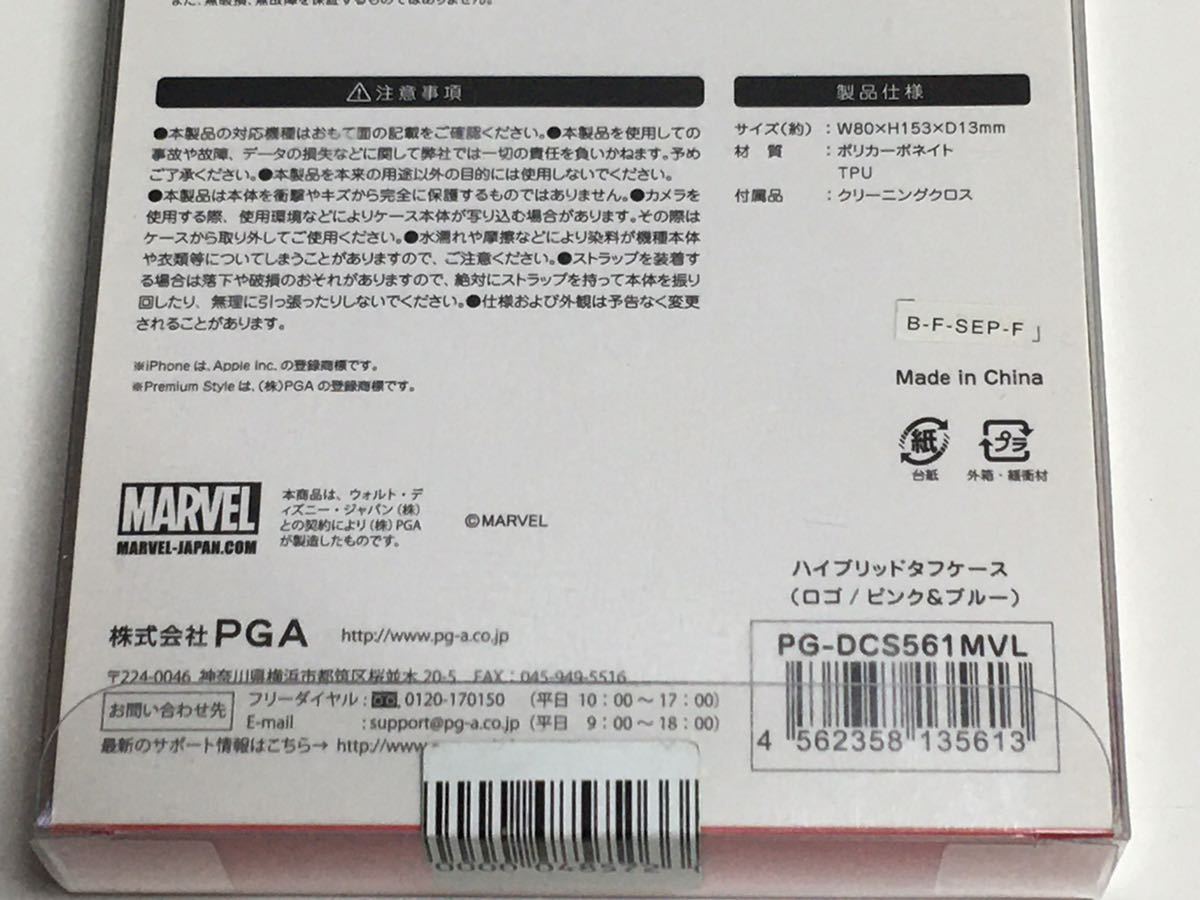 また、無破損、無故障を保証するものではありません。
⚠注意事項
●本製品の対応機種はおもて面の記載をご確認ください。●本製品を使用しての
事故や故障、データの損失などに関して弊社では一切の責任を負いかねます。予め
ご了承ください。●本製品を本来の用途以外の目的には使用しないでください。
●本製品は本体を衝撃やキズから完全に保護するものではありません。●カメラを
使用する際、使用環境などによりケース本体が写り込む場合があります。その際は
ケースから取り外してご使用ください。●水濡れや摩擦などにより染料が機種本体
や衣類等についてしまうことがありますので、ご注意ください。●ストラップを装着す
る場合は落下や破損のおそれがありますので、絶対にストラップを持って本体を振り
回したり、無理に引っ張ったりしないでください。●仕様および外観は予告なく変更
されることがあります。
※iPhone は、Apple Inc. の登録商標です。
※Premium Style は、(株)PGA の登録商標です。
製品仕様
サイズ(約) : W80×H153×D13mm
材 質 : ポリカーボネイト
TPU
付属品 : クリーニングクロス
「B-F-SEP-F」
Made in China
紙
台紙
プラ
外箱・緩衝材
MARVEL
MARVEL-JAPAN.COM
本商品は、ウォルト・デ
ィズニー・ジャパン(株)
との契約により(株)PGA
が製造したものです。
©MARVEL
ハイブリッドタフケース
(ロゴ / ピンク&ブルー)
PG-DCS561MVL
4 562358 135613
株式会社 PGA http://www.pg-a.co.jp
〒224-0046 神奈川県横浜市都筑区桜並木 20-5 FAX : 045-949-5516
お問い合わせ先
フリーダイヤル : 0120-170150 (平日 10:00〜17:00)
E-mail : support@pg-a.co.jp (平日 9:00〜18:00)
最新のサポート情報はこちら→ http://www
0000 048572